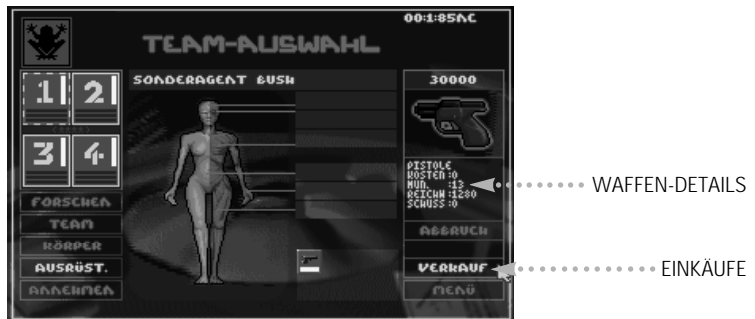 00:1:85NC
TEAM-AUSWAHL
SONDERAGENT BUSH
30000
1 2
3 4
PISTOLE
KOSTEN :0
MUN. :13
REICHW :1280
SCHUSS :0
WAFFEN-DETAILS
FORSCHEN
TEAM
KÖRPER
AUSRÜST.
ANNEHMEN
ABBRUCH
VERKAUF
EINKÄUFE
MENÜ